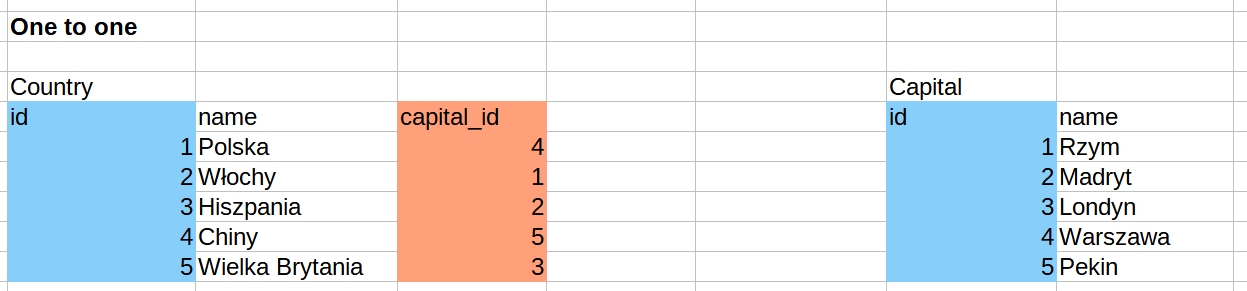 One to one
Country Capital
id name capital_id id name
1 Polska 4 1 Rzym
2 Włochy 1 2 Madryt
3 Hiszpania 2 3 Londyn
4 Chiny 5 4 Warszawa
5 Wielka Brytania 3 5 Pekin